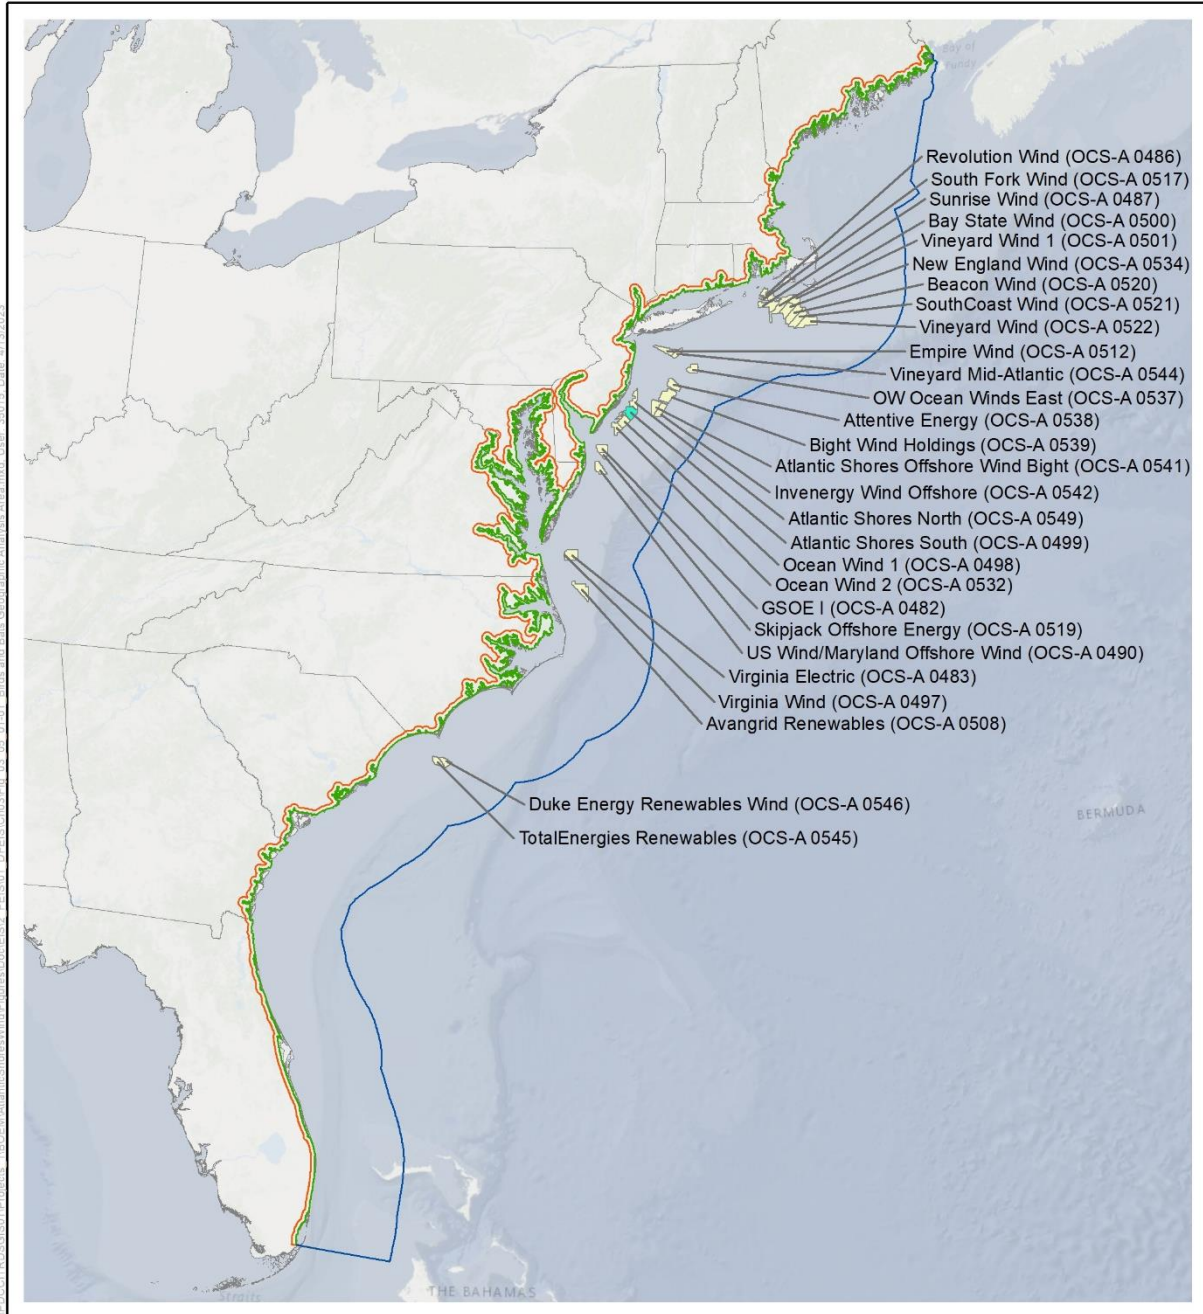 Bay of
Fundy
Revolution Wind (OCS-A 0486)
South Fork Wind (OCS-A 0517)
Sunrise Wind (OCS-A 0487)
Bay State Wind (OCS-A 0500)
Vineyard Wind 1 (OCS-A 0501)
New England Wind (OCS-A 0534)
Beacon Wind (OCS-A 0520)
SouthCoast Wind (OCS-A 0521)
Vineyard Wind (OCS-A 0522)
Empire Wind (OCS-A 0512)
Vineyard Mid-Atlantic (OCS-A 0544)
OW Ocean Winds East (OCS-A 0537)
Attentive Energy (OCS-A 0538)
Bight Wind Holdings (OCS-A 0539)
Atlantic Shores Offshore Wind Bight (OCS-A 0541)
Invenergy Wind Offshore (OCS-A 0542)
Atlantic Shores North (OCS-A 0549)
Atlantic Shores South (OCS-A 0499)
Ocean Wind 1 (OCS-A 0498)
Ocean Wind 2 (OCS-A 0532)
GSOE I (OCS-A 0482)
Skipjack Offshore Energy (OCS-A 0519)
US Wind/Maryland Offshore Wind (OCS-A 0490)
Virginia Electric (OCS-A 0483)
Virginia Wind (OCS-A 0497)
Avangrid Renewables (OCS-A 0508)
Duke Energy Renewables Wind (OCS-A 0546)
TotalEnergies Renewables (OCS-A 0545)
BERMUDA
THE BAHAMAS
Straits